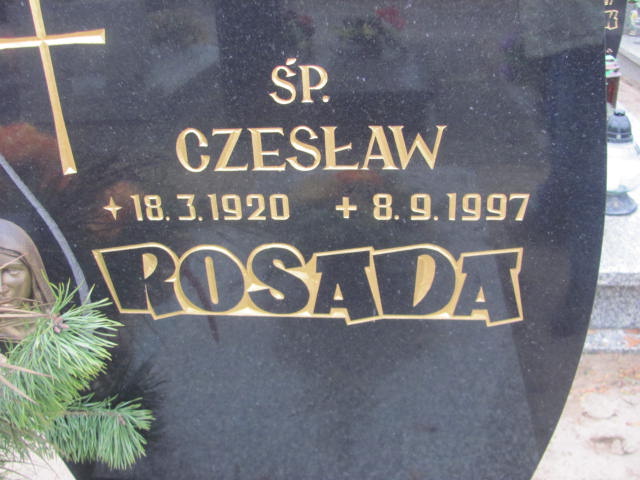 ŚP.
CZESŁAW
18.3.1920 + 8.9.1997
ROSADA